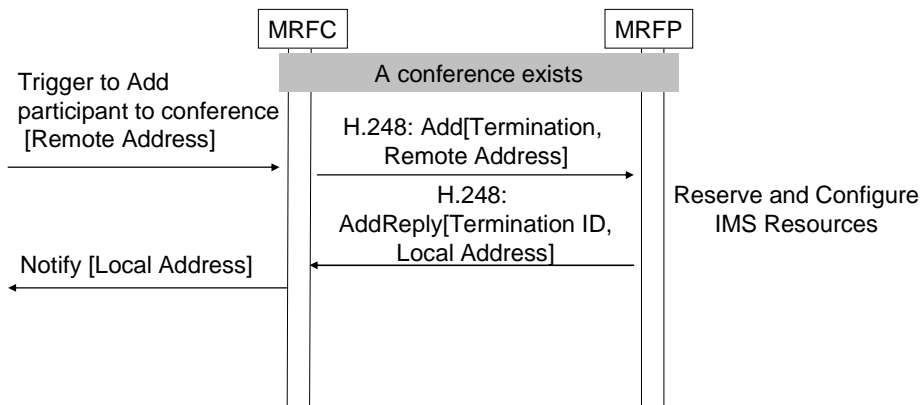 MRFC
MRFP
A conference exists
Trigger to Add
participant to conference
[Remote Address]
H.248: Add[Termination,
Remote Address]
H.248:
AddReply[Termination ID,
Local Address]
Reserve and Configure
IMS Resources
Notify [Local Address]